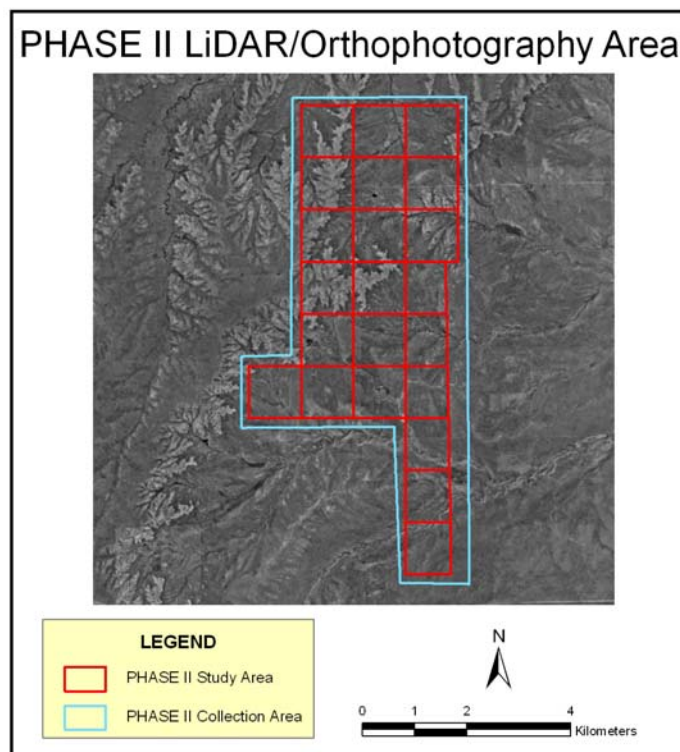 PHASE II LiDAR/Orthophotography Area
LEGEND
PHASE II Study Area
PHASE II Collection Area
N
0 1 2 4
Kilometers